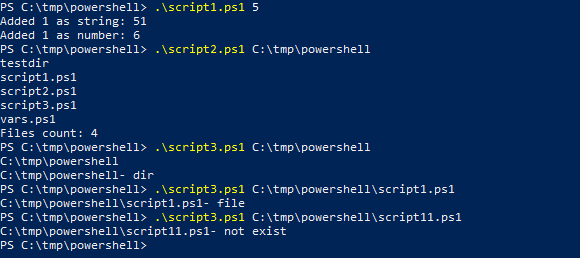 PS C:\tmp\powershell> .\script1.ps1 5
Added 1 as string: 51
Added 1 as number: 6
PS C:\tmp\powershell> .\script2.ps1 C:\tmp\powershell
testdir
script1.ps1
script2.ps1
script3.ps1
vars.ps1
Files count: 4
PS C:\tmp\powershell> .\script3.ps1 C:\tmp\powershell
C:\tmp\powershell
C:\tmp\powershell- dir
PS C:\tmp\powershell> .\script3.ps1 C:\tmp\powershell\script1.ps1
C:\tmp\powershell\script1.ps1- file
PS C:\tmp\powershell> .\script3.ps1 C:\tmp\powershell\script11.ps1
C:\tmp\powershell\script11.ps1- not exist
PS C:\tmp\powershell>